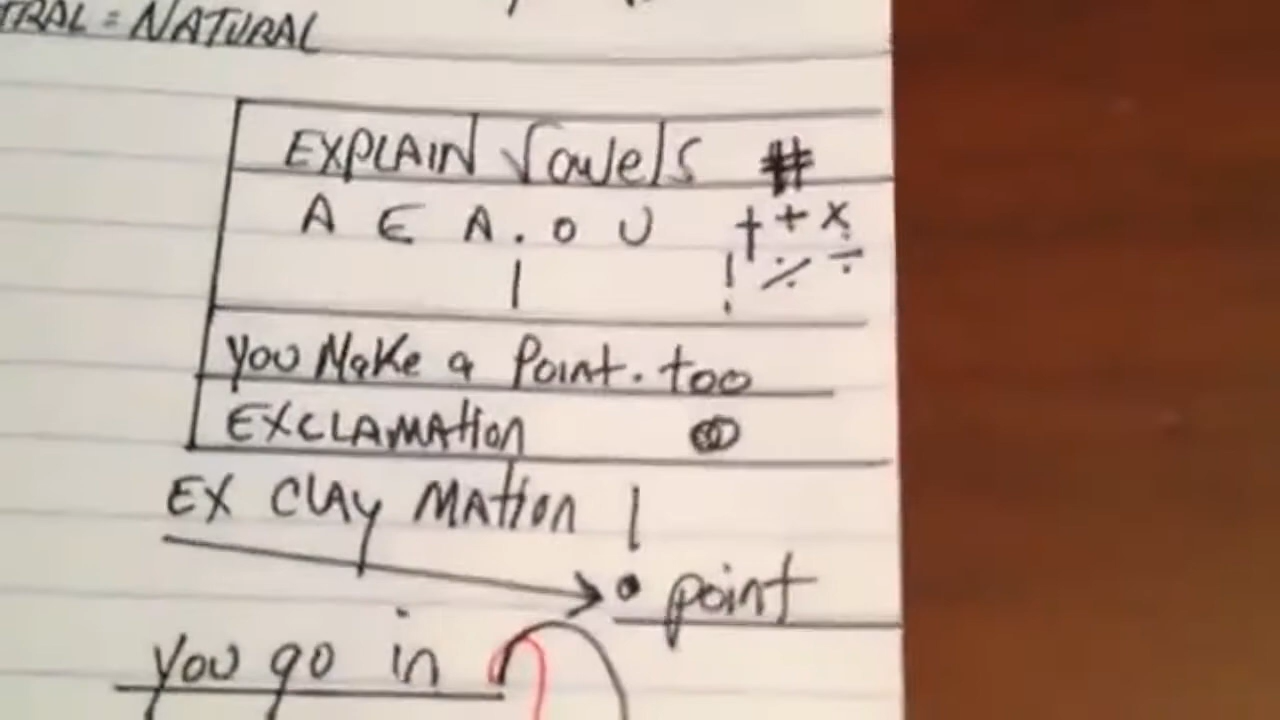 TRAL = NATURAL
EXPLAIN Vowels #
A E A . O U † + x
| ! ٪ ÷
you Make a Point. too
EXCLAMAtion
EX CLAy MAtion |
• point
you go in